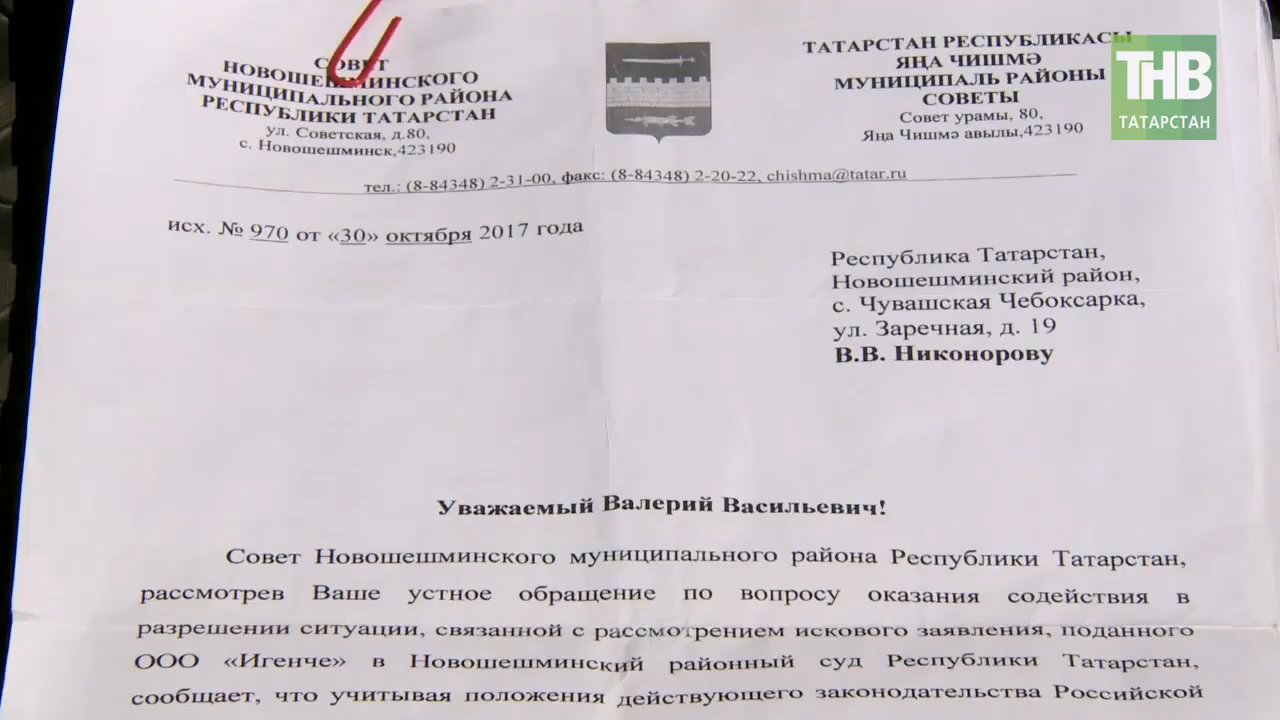 СОВЕТ
НОВОШЕШМИНСКОГО
МУНИЦИПАЛЬНОГО РАЙОНА
РЕСПУБЛИКИ ТАТАРСТАН
ул. Советская, д.80,
с. Новошешминск,423190
ТАТАРСТАН РЕСПУБЛИКАСЫ
ЯҢА ЧИШМӘ
МУНИЦИПАЛЬ РАЙОНЫ
СОВЕТЫ
Совет урамы, 80,
Яңа Чишмә авылы,423190
ТНВ
ТАТАРСТАН
тел.: (8-84348) 2-31-00, факс: (8-84348) 2-20-22, chishma@tatar.ru
исх. № 970 от «30» октября 2017 года
Республика Татарстан,
Новошешминский район,
с. Чувашская Чебоксарка,
ул. Заречная, д. 19
В.В. Никонорову
Уважаемый Валерий Васильевич!
Совет Новошешминского муниципального района Республики Татарстан,
рассмотрев Ваше устное обращение по вопросу оказания содействия в
разрешении ситуации, связанной с рассмотрением искового заявления, поданного
ООО «Игенче» в Новошешминский районный суд Республики Татарстан,
сообщает, что учитывая положения действующего законодательства Российской